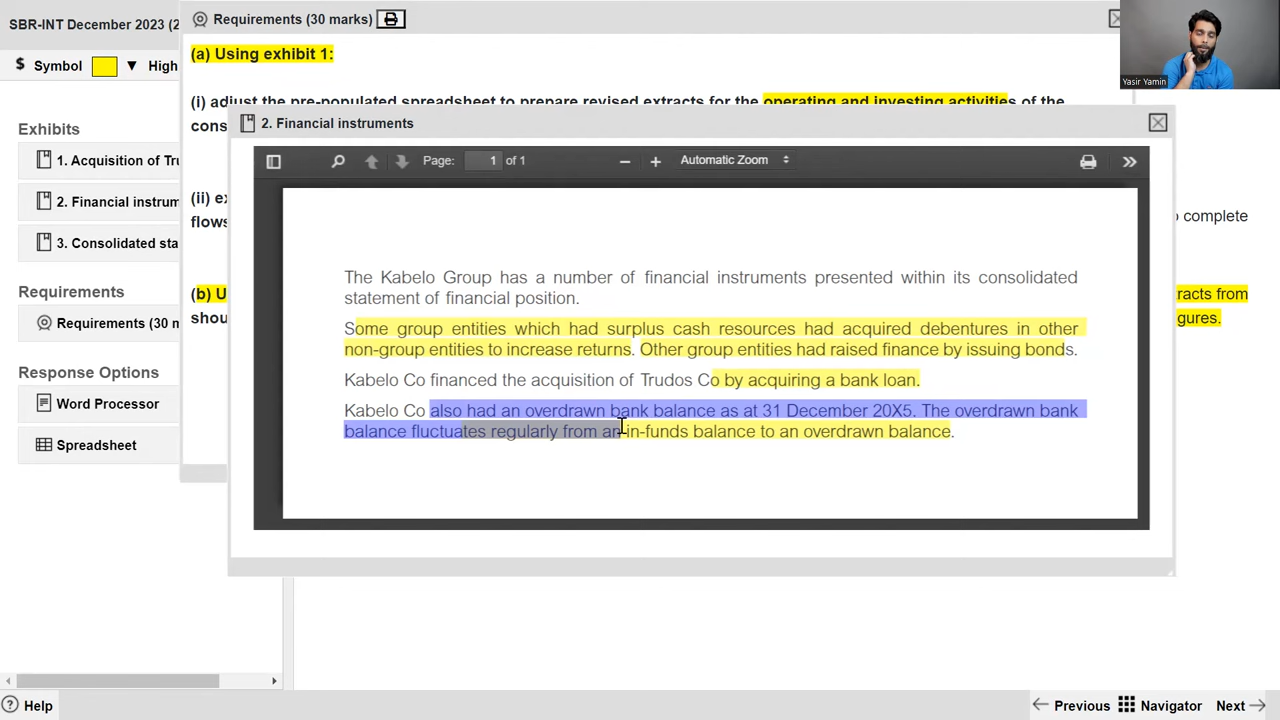 SBR-INT December 2023 (2
Requirements (30 marks)
Symbol
High
Yasir Yamin
(a) Using exhibit 1:
(i) adjust the pre-populated spreadsheet to prepare revised extracts for the operating and investing activities of the
cons
Exhibits
1. Acquisition of Tru
2. Financial instrum
3. Consolidated sta
(ii) e
flows
o complete
Requirements
Requirements (30 m
(b) U
shou
racts from
gures.
Response Options
Word Processor
Spreadsheet
2. Financial instruments
Page: 1 of 1
Automatic Zoom
The Kabelo Group has a number of financial instruments presented within its consolidated
statement of financial position.
Some group entities which had surplus cash resources had acquired debentures in other
non-group entities to increase returns. Other group entities had raised finance by issuing bonds.
Kabelo Co financed the acquisition of Trudos Co by acquiring a bank loan.
Kabelo Co also had an overdrawn bank balance as at 31 December 20X5. The overdrawn bank
balance fluctuates regularly from an in-funds balance to an overdrawn balance.
Help
Previous
Navigator
Next